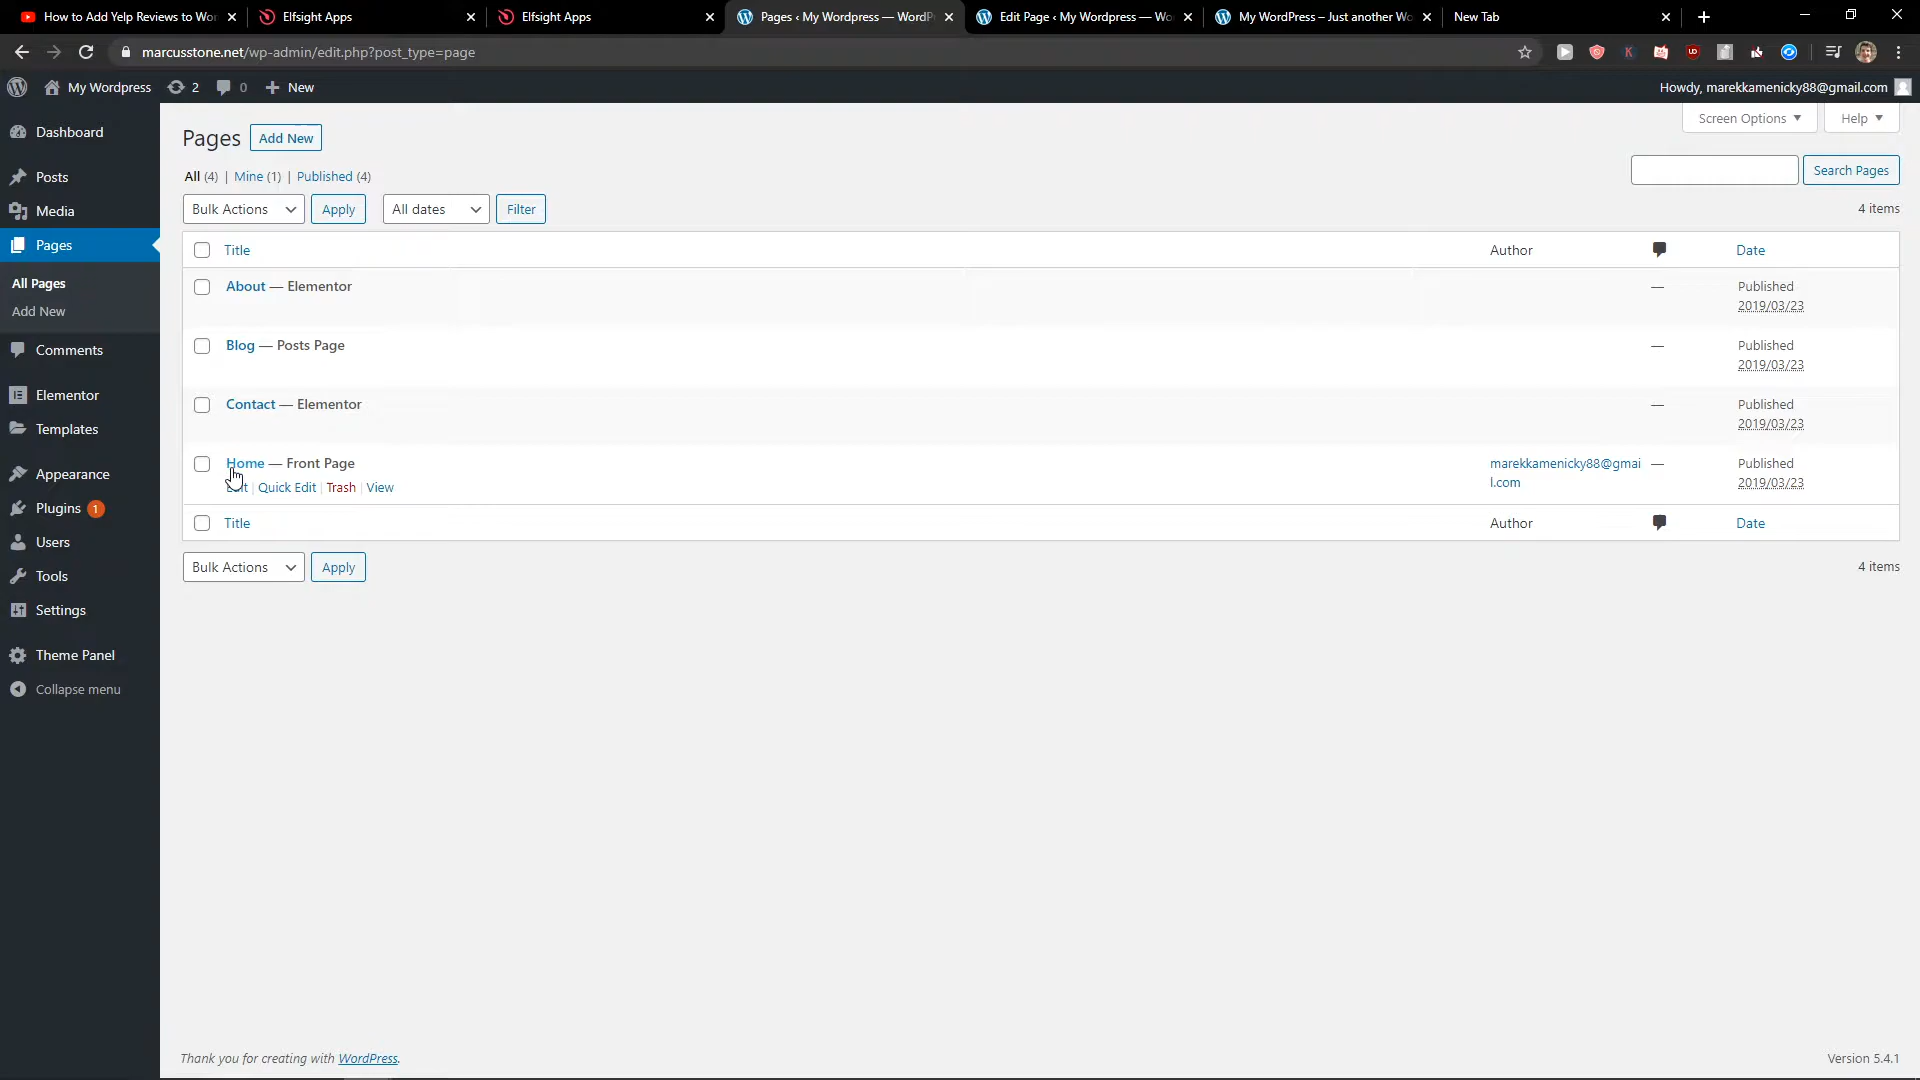 How to Add Yelp Reviews to Wor
Elfsight Apps
Elfsight Apps
Pages ‹ My Wordpress — WordP
Edit Page ‹ My Wordpress — Wo
My WordPress – Just another Wo
New Tab
marcusstone.net/wp-admin/edit.php?post_type=page
My Wordpress
2
0
New
Howdy, marekkamenicky88@gmail.com
Dashboard
Posts
Media
Pages
All Pages
Add New
Comments
Elementor
Templates
Appearance
Plugins 1
Users
Tools
Settings
Theme Panel
Collapse menu
Pages
Add New
Screen Options
Help
All (4) | Mine (1) | Published (4)
Search Pages
Bulk Actions
Apply
All dates
Filter
4 items
Title
Author
Date
About — Elementor
—
Published
2019/03/23
Blog — Posts Page
—
Published
2019/03/23
Contact — Elementor
—
Published
2019/03/23
Home — Front Page
Quick Edit | Trash | View
marekkamenicky88@gmai
l.com
—
Published
2019/03/23
Title
Author
Date
Bulk Actions
Apply
4 items
Thank you for creating with WordPress.
Version 5.4.1